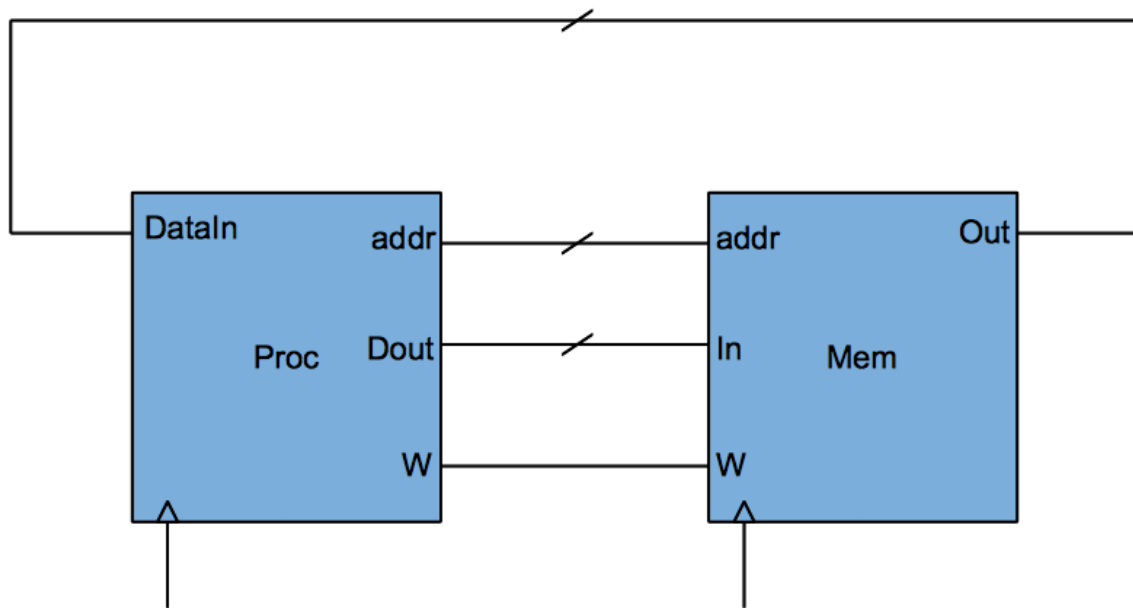 DataIn
addr
Dout
Proc
W
addr
In
W
Mem
Out